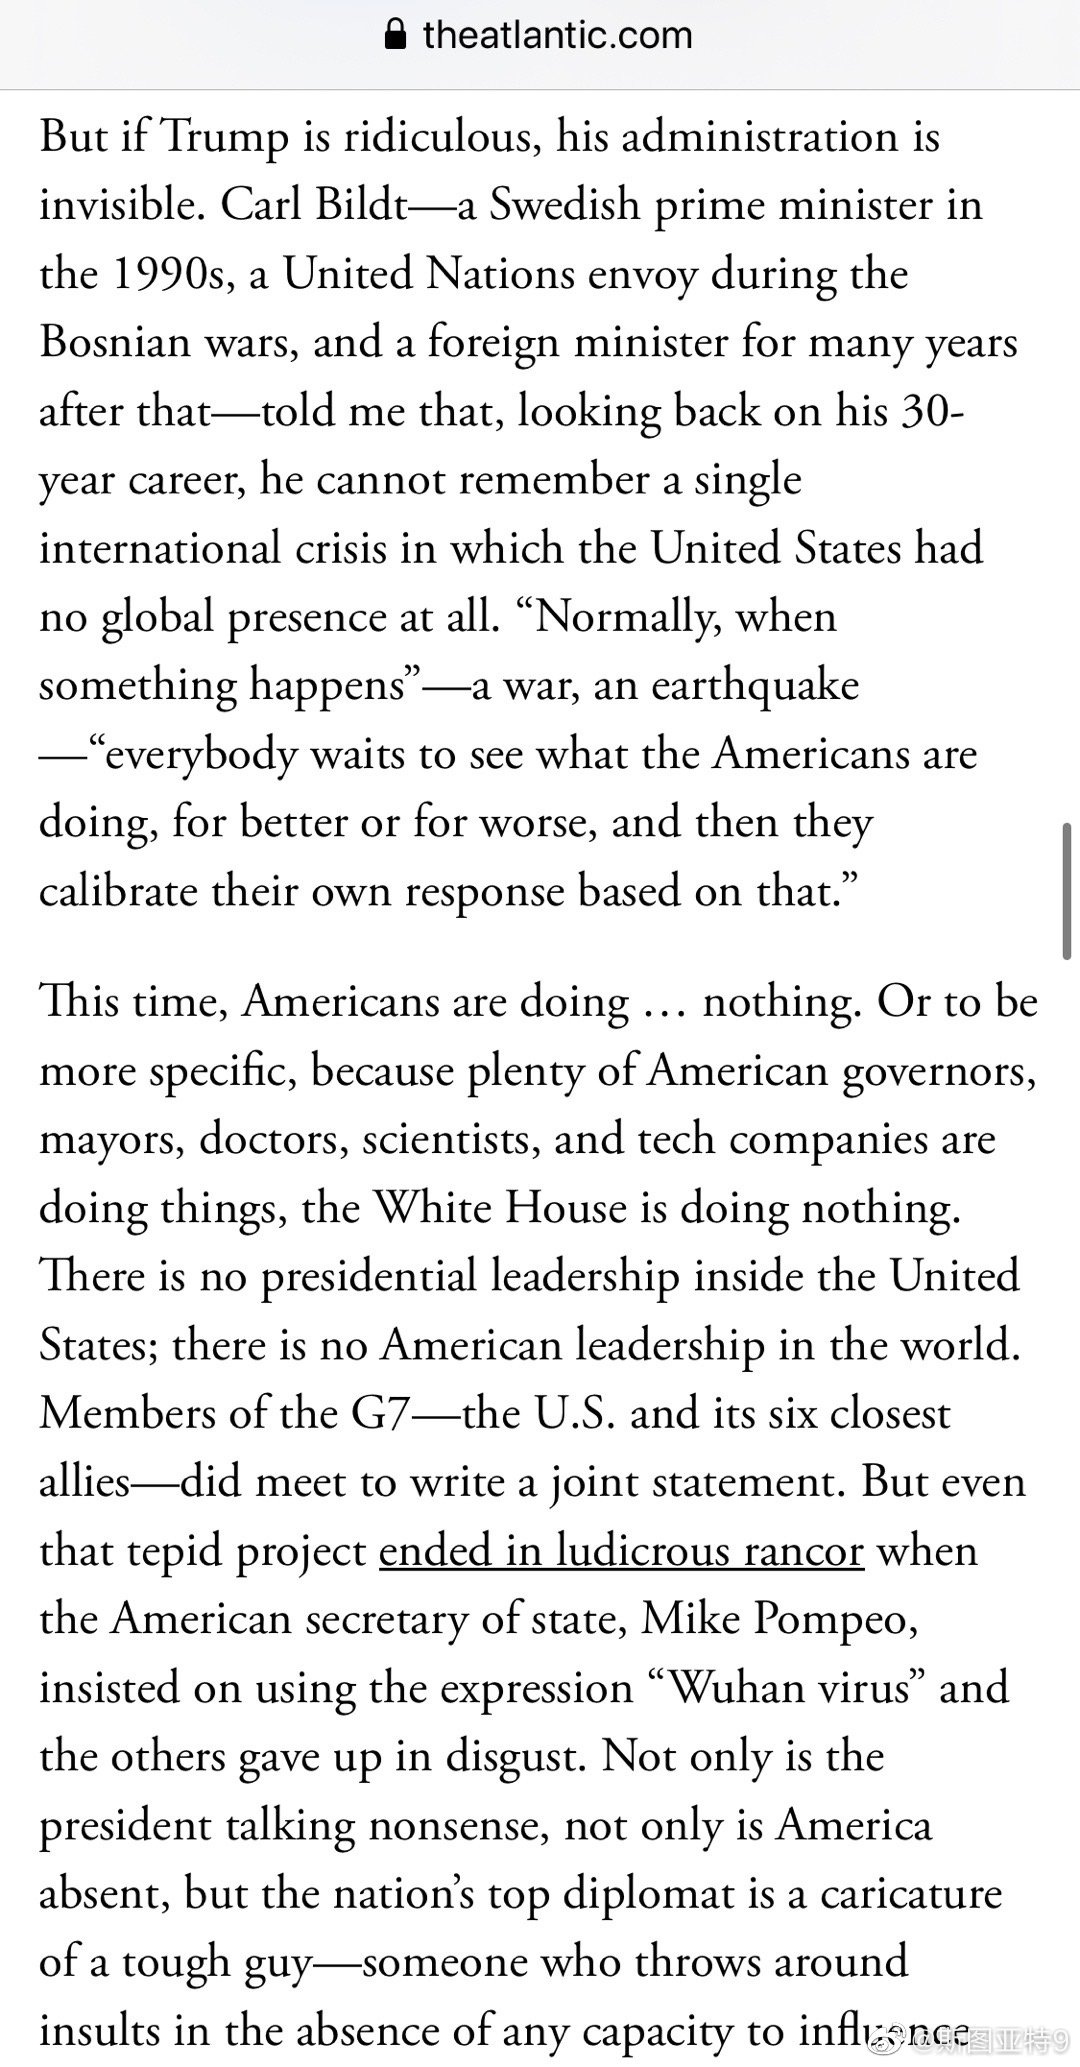 theatlantic.com
But if Trump is ridiculous, his administration is
invisible. Carl Bildt—a Swedish prime minister in
the 1990s, a United Nations envoy during the
Bosnian wars, and a foreign minister for many years
after that—told me that, looking back on his 30-
year career, he cannot remember a single
international crisis in which the United States had
no global presence at all. “Normally, when
something happens”—a war, an earthquake
—“everybody waits to see what the Americans are
doing, for better or for worse, and then they
calibrate their own response based on that.”
This time, Americans are doing … nothing. Or to be
more specific, because plenty of American governors,
mayors, doctors, scientists, and tech companies are
doing things, the White House is doing nothing.
There is no presidential leadership inside the United
States; there is no American leadership in the world.
Members of the G7—the U.S. and its six closest
allies—did meet to write a joint statement. But even
that tepid project ended in ludicrous rancor when
the American secretary of state, Mike Pompeo,
insisted on using the expression “Wuhan virus” and
the others gave up in disgust. Not only is the
president talking nonsense, not only is America
absent, but the nation’s top diplomat is a caricature
of a tough guy—someone who throws around
insults in the absence of any capacity to influence
@斯图亚特9